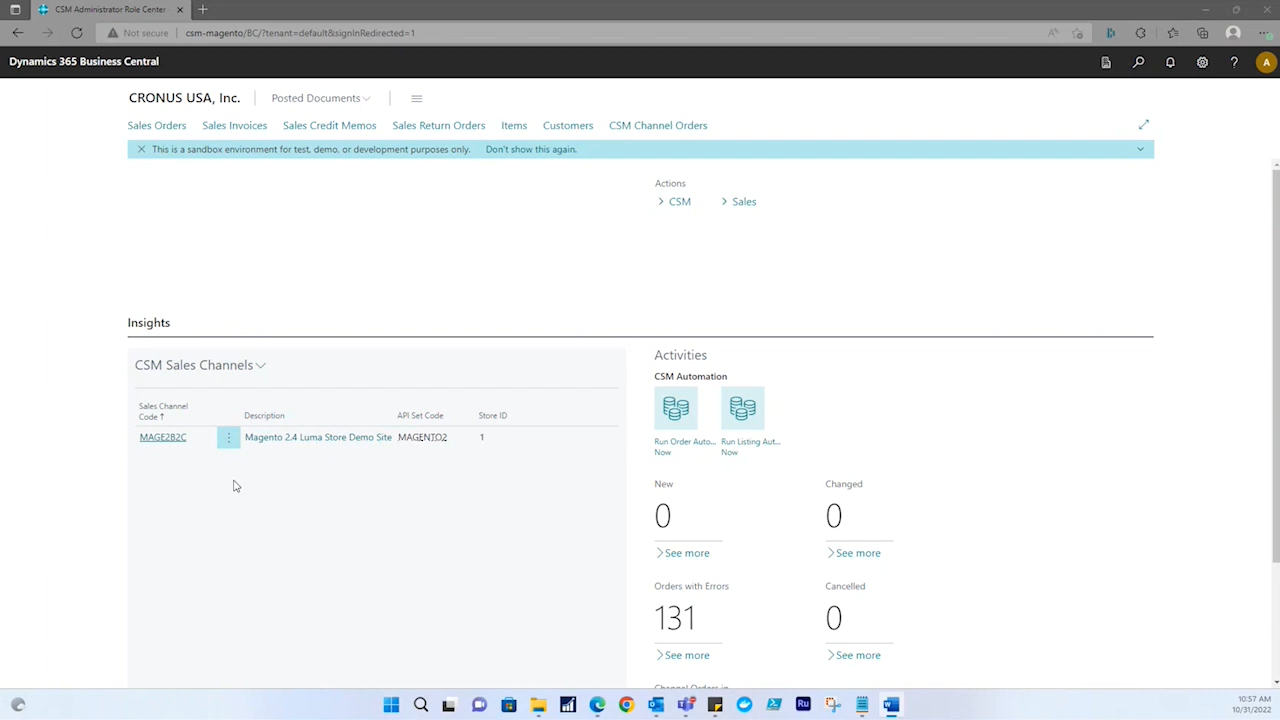 CSM Administrator Role Center -
Not secure
csm-magento/BC/?tenant=default&signInRedirected=1
Dynamics 365 Business Central
A
CRONUS USA, Inc.
Posted Documents
Sales Orders
Sales Invoices
Sales Credit Memos
Sales Return Orders
Items
Customers
CSM Channel Orders
This is a sandbox environment for test, demo, or development purposes only.
Don't show this again.
Actions
CSM
Sales
Insights
CSM Sales Channels
Sales Channel
Code ↑
Description
API Set Code
Store ID
MAGE2B2C
Magento 2.4 Luma Store Demo Site
MAGENTO2
1
Activities
CSM Automation
Run Order Auto...
Now
Run Listing Aut...
Now
New
0
See more
Changed
0
See more
Orders with Errors
131
See more
Cancelled
0
See more
Channel Orders in
Ru
10:57 AM
10/31/2022